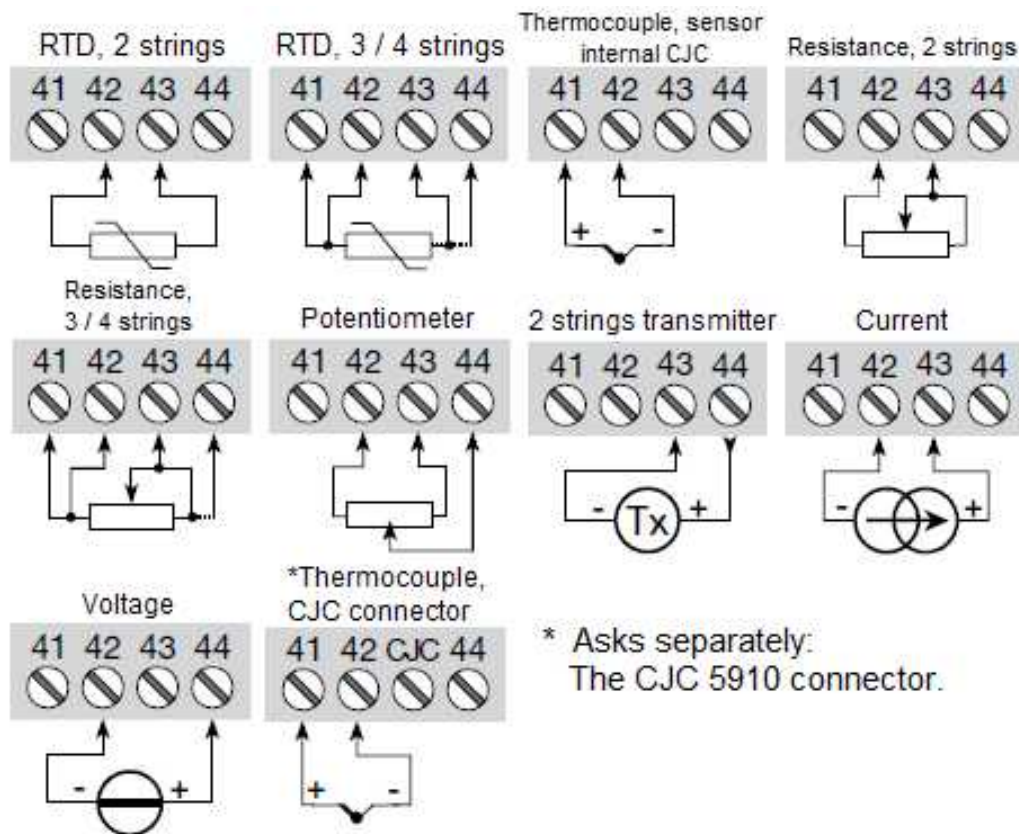 RTD, 2 strings
41 42 43 44
RTD, 3 / 4 strings
41 42 43 44
Thermocouple, sensor
internal CJC
41 42 43 44
+ -
Resistance, 2 strings
41 42 43 44
Resistance,
3 / 4 strings
41 42 43 44
Potentiometer
41 42 43 44
2 strings transmitter
41 42 43 44
- Tx +
Current
41 42 43 44
- +
Voltage
41 42 43 44
- +
*Thermocouple,
CJC connector
41 42 CJC 44
+ -
* Asks separately:
The CJC 5910 connector.